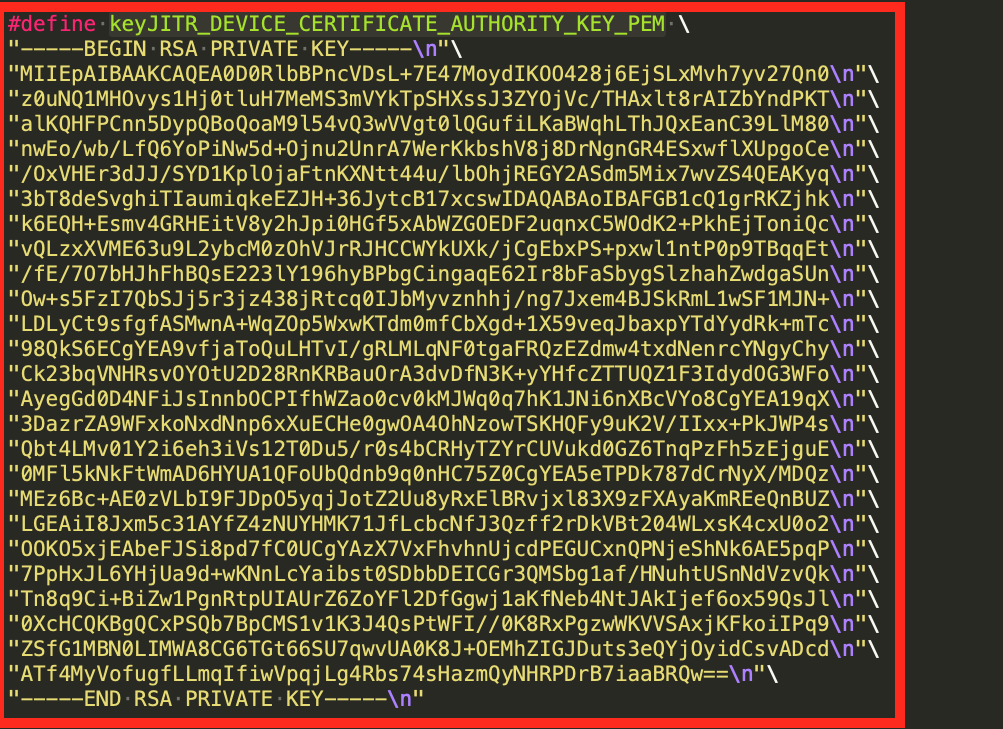 #define keyJITR_DEVICE_CERTIFICATE_AUTHORITY_KEY_PEM \
"-----BEGIN RSA PRIVATE KEY-----\n"\
"MIIEpAIBAAKCAQEA0D0RlbBPncVDsL+7E47MoydIKOO428j6EjSLxMvh7yv27Qn0\n"\
"z0uNQ1MHOvys1Hj0tluH7MeMS3mVYkTpSHXssJ3ZYOjVc/THAxlt8rAIZbYndPKT\n"\
"alKQHFPCnn5DypQBoQoaM9l54vQ3wVVgt0lQGufiLKaBWqhLThJQxEanC39LlM80\n"\
"nwEo/wb/LfQ6YoPiNw5d+Ojnu2UnrA7WerKkbshV8j8DrNgnGR4ESxwflXUpgoCe\n"\
"/OxVHEr3dJJ/SYD1KplOjaFtnKXNtt44u/lbOhjREGY2ASdm5Mix7wvZS4QEAKyq\n"\
"3bT8deSvghiTIaumiqkeEZJH+36JytcB17xcswIDAQABAoIBAFGB1cQ1grRKZjhk\n"\
"k6EQH+Esmv4GRHEitV8y2hJpi0HGf5xAbWZGOEDF2uqnxC5WOdK2+PkhEjToniQc\n"\
"vQLzxXVME63u9L2ybcM0zOhVJrRJHCCWYkUXk/jCgEbxPS+pxwl1ntP0p9TBqqEt\n"\
"/fE/7O7bHJhFhBQsE223lY196hyBPbgCingaqE62Ir8bFaSbygSlzhahZwdgaSUn\n"\
"Ow+s5FzI7QbSJj5r3jz438jRtcq0IJbMyvznhhj/ng7Jxem4BJSkRmL1wSF1MJN+\n"\
"LDLyCt9sfgfASMwnA+WqZOp5WxwKTdm0mfCbXgd+1X59veqJbaxpYTdYydRk+mTc\n"\
"98QkS6ECgYEA9vfjaToQuLHTvI/gRLMLqNF0tgaFRQzEZdmw4txdNenrcYNgyChy\n"\
"Ck23bqVNHRsvOYOtU2D28RnKRBauOrA3dvDfN3K+yYHfcZTTUQZ1F3IdydOG3WFo\n"\
"AyegGd0D4NFiJsInnbOCPIfhWZao0cv0kMJWq0q7hK1JNi6nXBcVYo8CgYEA19qX\n"\
"3DazrZA9WFxkoNxdNnp6xXuECHe0gwOA4OhNzowTSKHQFy9uK2V/IIxx+PkJWP4s\n"\
"Qbt4LMv01Y2i6eh3iVs12T0Du5/r0s4bCRHyTZYrCUVukd0GZ6TnqPzFh5zEjguE\n"\
"0MFl5kNkFtWmAD6HYUA1QFoUbQdnb9q0nHC75Z0CgYEA5eTPDk787dCrNyX/MDQz\n"\
"MEz6Bc+AE0zVLbI9FJDpO5yqjJotZ2Uu8yRxElBRvjxl83X9zFXAyaKmREeQnBUZ\n"\
"LGEAiI8Jxm5c31AYfZ4zNUYHMK71JfLcbcNfJ3Qzff2rDkVBt204WLxsK4cxU0o2\n"\
"OOKO5xjEAbeFJSi8pd7fC0UCgYAzX7VxFhvhnUjcdPEGUCxnQPNjeShNk6AE5pqP\n"\
"7PpHxJL6YHjUa9d+wKNnLcYaibst0SDbbDEICGr3QMSbg1af/HNuhtUSnNdVzvQk\n"\
"Tn8q9Ci+BiZw1PgnRtpUIAUrZ6ZoYFl2DfGgwj1aKfNeb4NtJAkIjef6ox59QsJl\n"\
"0XcHCQKBgQCxPSQb7BpCMS1v1K3J4QsPtWFI//0K8RxPgzwWKVVSAxjKFkoiIPq9\n"\
"ZSfG1MBN0LIMWA8CG6TGt66SU7qwvUA0K8J+OEMhZIGJDuts3eQYjOyidCsvADcd\n"\
"ATf4MyVofugfLLmqIfiwVpqjLg4Rbs74sHazmQyNHRPDrB7iaaBRQw==\n"\
"-----END RSA PRIVATE KEY-----\n"